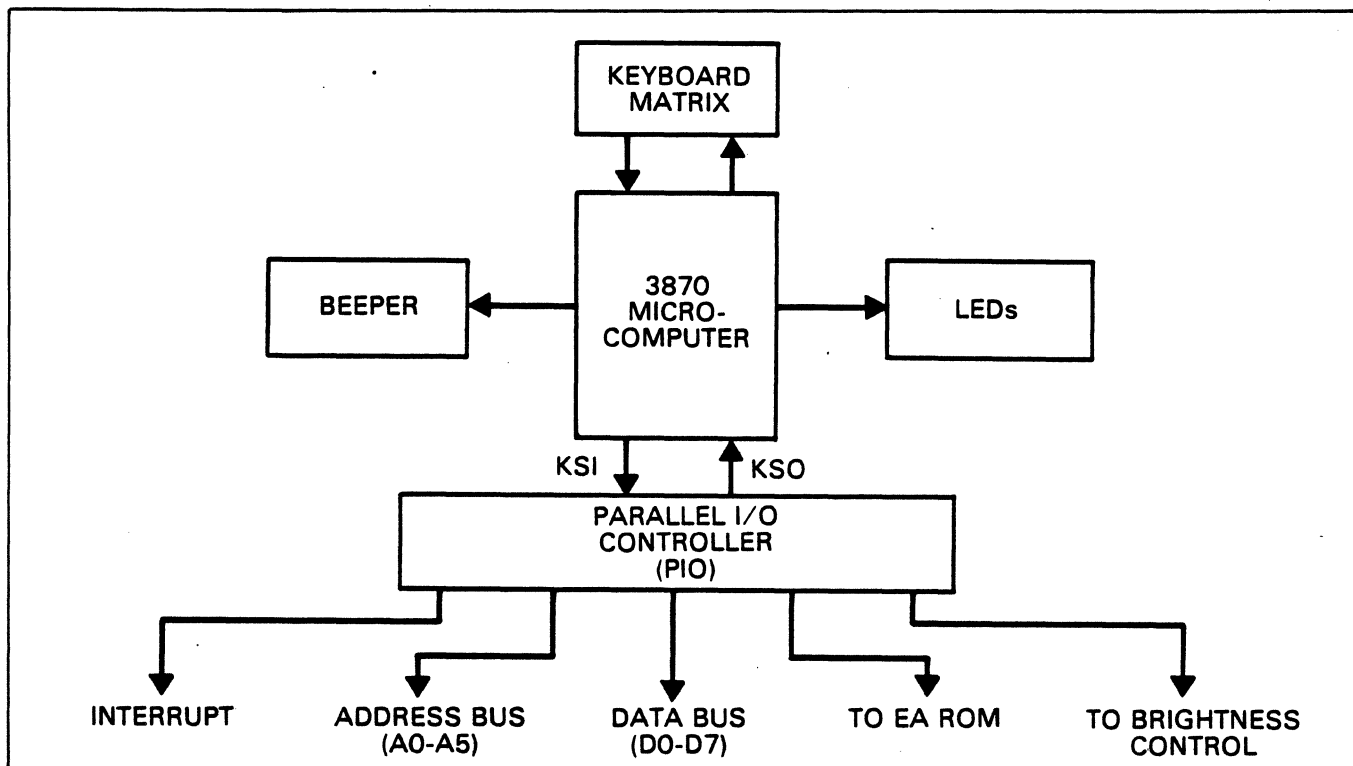 KEYBOARD
MATRIX
BEEPER
3870
MICRO-
COMPUTER
LEDs
KSI
KSO
PARALLEL I/O
CONTROLLER
(PIO)
INTERRUPT
ADDRESS BUS
(A0-A5)
DATA BUS
(D0-D7)
TO EA ROM
TO BRIGHTNESS
CONTROL